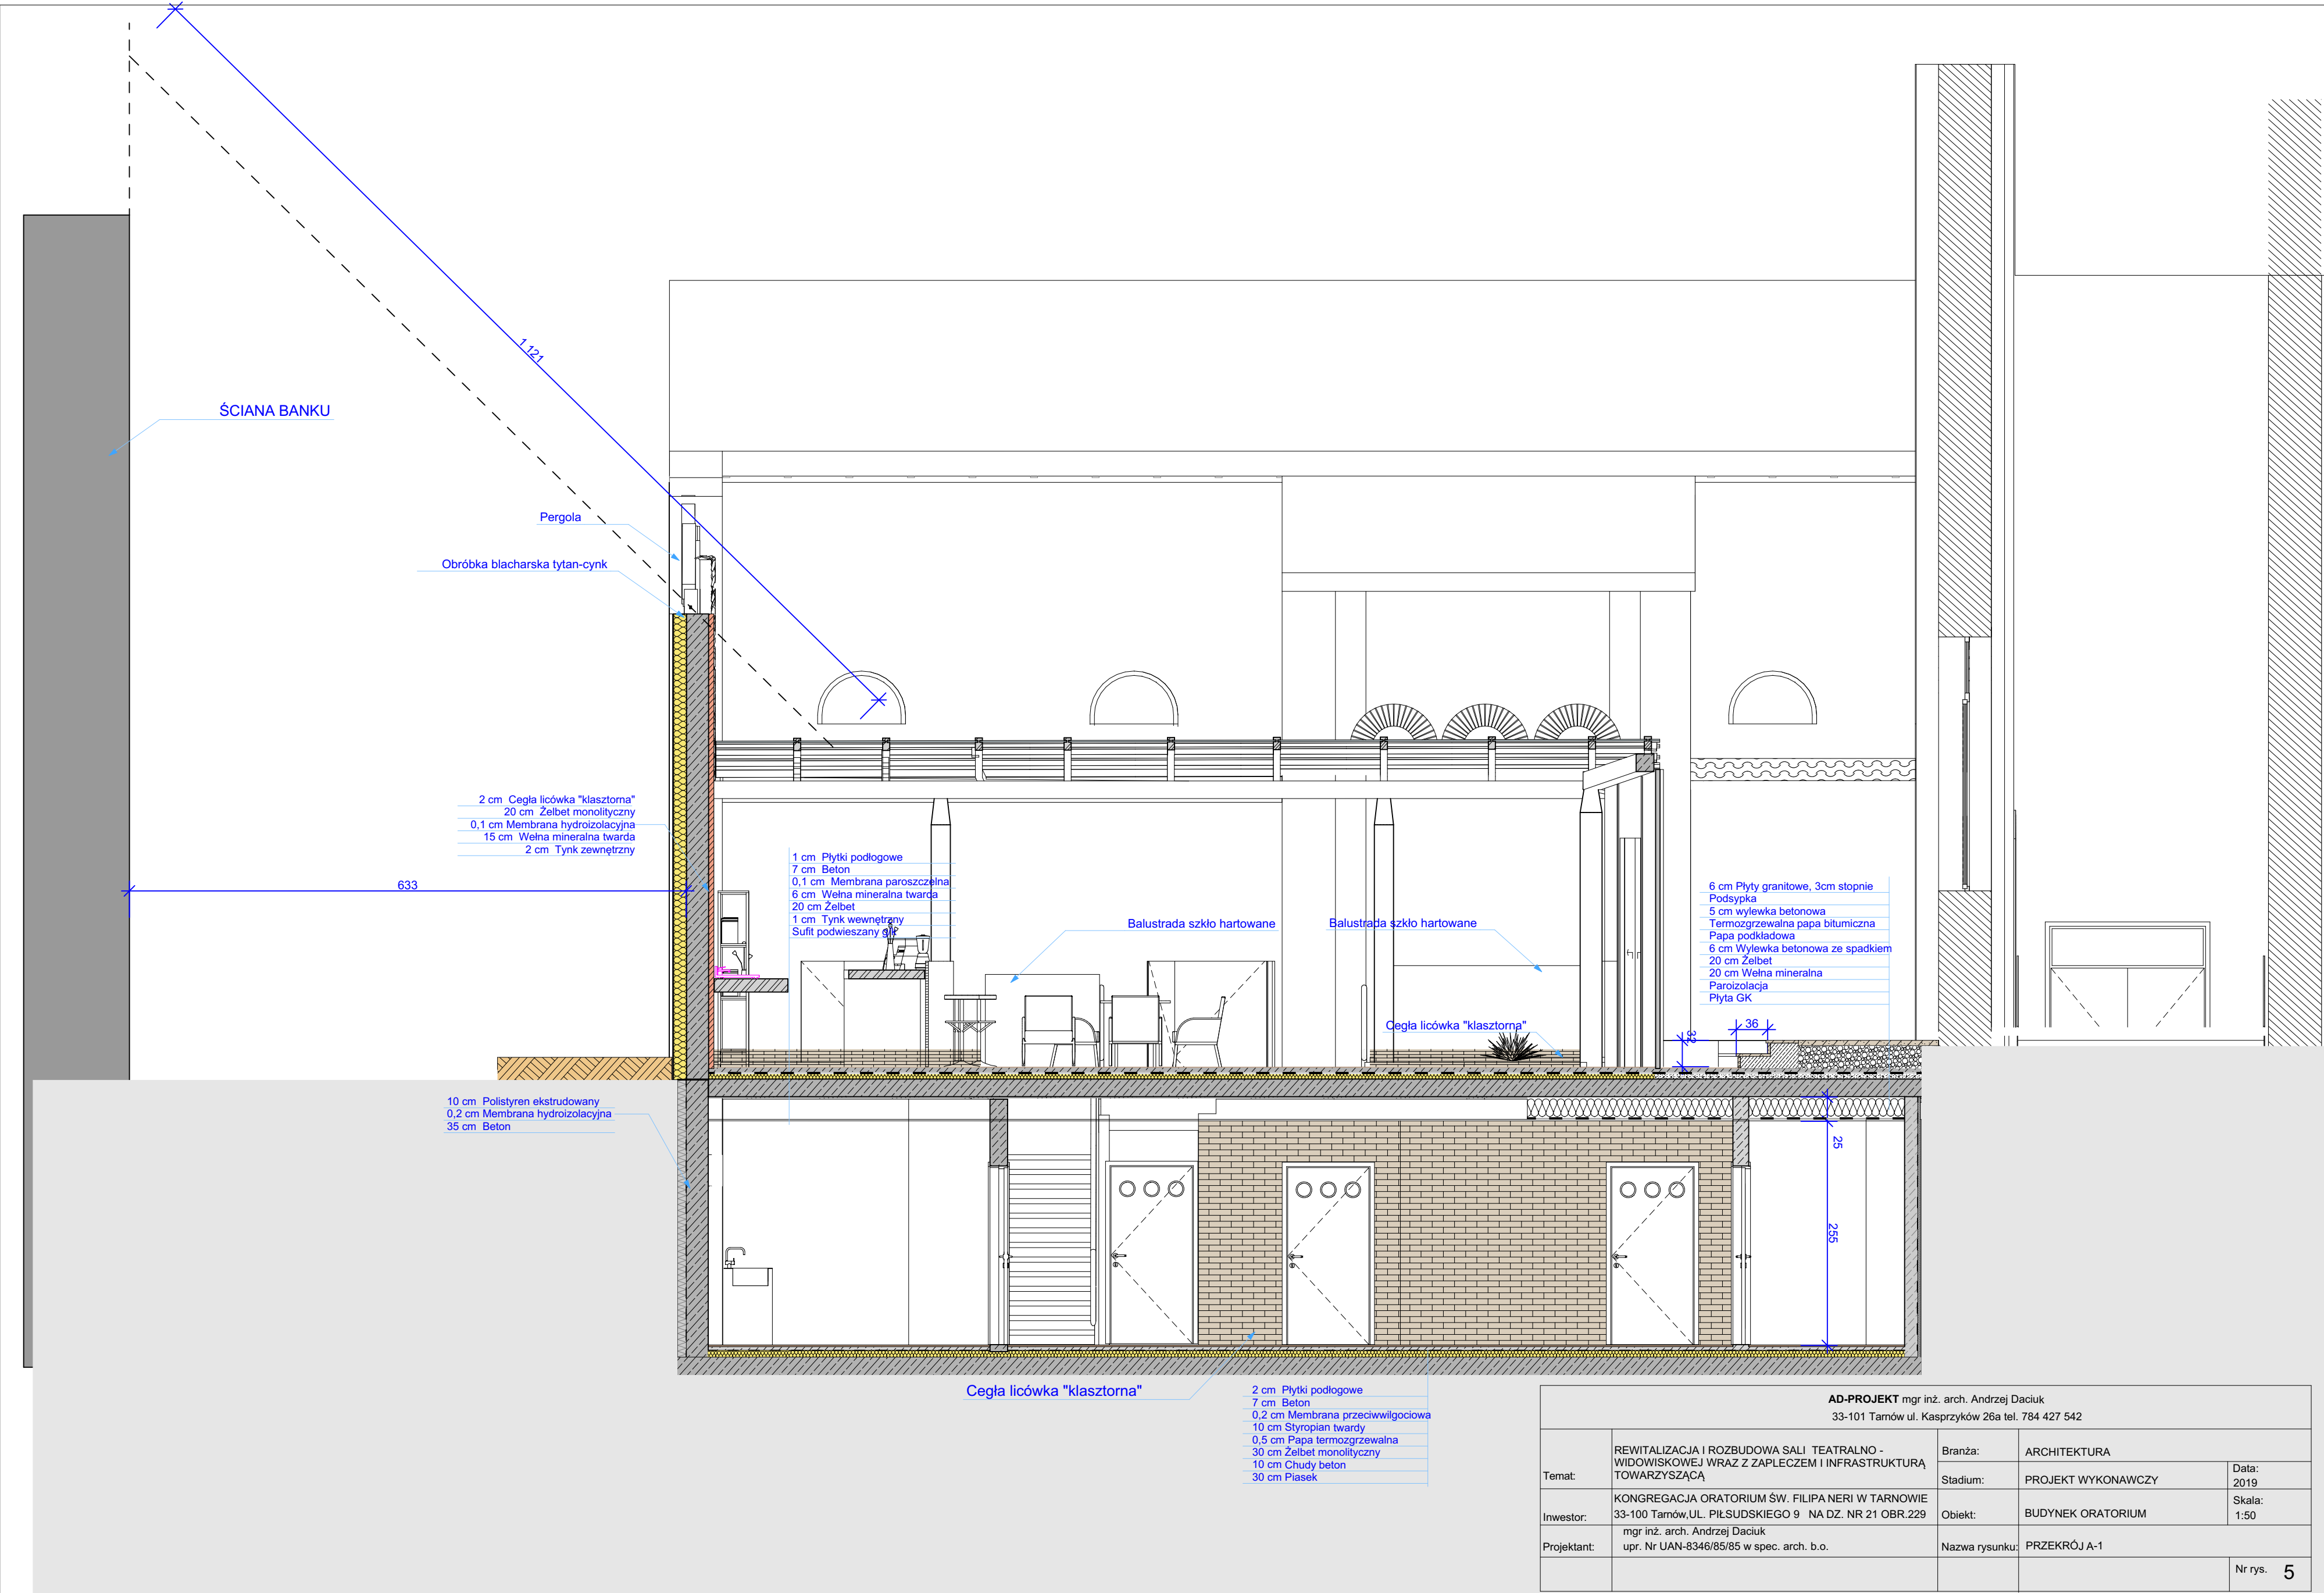 1 121
ŚCIANA BANKU
Pergola
Obróbka blacharska tytan-cynk
2 cm Cegła licówka "klasztorna"
20 cm Żelbet monolityczny
0,1 cm Membrana hydroizolacyjna
15 cm Wełna mineralna twarda
2 cm Tynk zewnętrzny
633
1 cm Płytki podłogowe
7 cm Beton
0,1 cm Membrana paroszczelna
6 cm Wełna mineralna twarda
20 cm Żelbet
1 cm Tynk wewnętrzny
Sufit podwieszany g/k
Balustrada szkło hartowane
Balustrada szkło hartowane
Cegła licówka "klasztorna"
6 cm Płyty granitowe, 3cm stopnie
Podsypka
5 cm wylewka betonowa
Termozgrzewalna papa bitumiczna
Papa podkładowa
6 cm Wylewka betonowa ze spadkiem
20 cm Żelbet
20 cm Wełna mineralna
Paroizolacja
Płyta GK
36
10 cm Polistyren ekstrudowany
0,2 cm Membrana hydroizolacyjna
35 cm Beton
25
255
Cegła licówka "klasztorna"
2 cm Płytki podłogowe
7 cm Beton
0,2 cm Membrana przeciwwilgociowa
10 cm Styropian twardy
0,5 cm Papa termozgrzewalna
30 cm Żelbet monolityczny
10 cm Chudy beton
30 cm Piasek
AD-PROJEKT mgr inż. arch. Andrzej Daciuk
33-101 Tarnów ul. Kasprzyków 26a tel. 784 427 542
Temat:
REWITALIZACJA I ROZBUDOWA SALI TEATRALNO -
WIDOWISKOWEJ WRAZ Z ZAPLECZEM I INFRASTRUKTURĄ
TOWARZYSZĄCĄ
Branża:
ARCHITEKTURA
Stadium:
PROJEKT WYKONAWCZY
Data:
2019
Inwestor:
KONGREGACJA ORATORIUM ŚW. FILIPA NERI W TARNOWIE
33-100 Tarnów,UL. PIŁSUDSKIEGO 9 NA DZ. NR 21 OBR.229
Obiekt:
BUDYNEK ORATORIUM
Skala:
1:50
Projektant:
mgr inż. arch. Andrzej Daciuk
upr. Nr UAN-8346/85/85 w spec. arch. b.o.
Nazwa rysunku:
PRZEKRÓJ A-1
Nr rys. 5